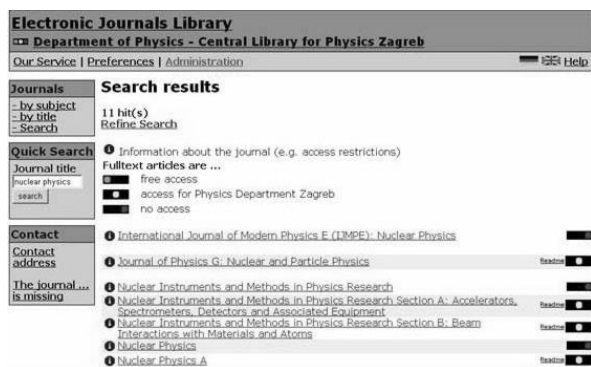 Electronic Journals Library
Department of Physics - Central Library for Physics Zagreb
Our Service | Preferences | Administration
Help
Journals
- by subject
- by title
- Search
Quick Search
Journal title
nuclear physics
search
Contact
Contact
address
The journal ...
is missing
Search results
11 hit(s)
Refine Search
Information about the journal (e.g. access restrictions)
Fulltext articles are ...
free access
access for Physics Department Zagreb
no access
International Journal of Modern Physics E (IJMPE): Nuclear Physics
Journal of Physics G: Nuclear and Particle Physics
Readme
Nuclear Instruments and Methods in Physics Research
Nuclear Instruments and Methods in Physics Research Section A: Accelerators,
Spectrometers, Detectors and Associated Equipment
Readme
Nuclear Instruments and Methods in Physics Research Section B: Beam
Interactions with Materials and Atoms
Readme
Nuclear Physics
Nuclear Physics A
Readme